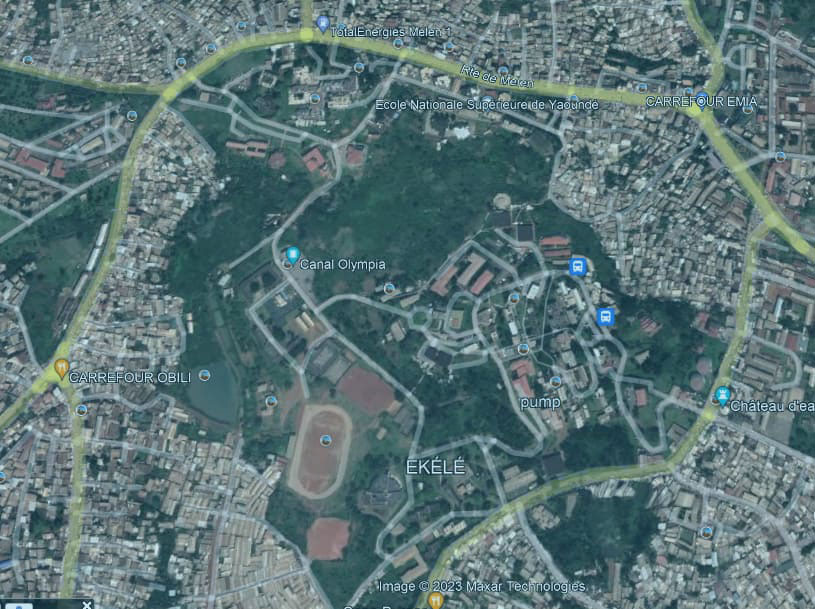 TotalEnergies Melen 1
Rte de Melen
Ecole Nationale Supérieure de Yaoundé
CARREFOUR EMIA
Canal Olympia
CARREFOUR OBILI
pump
Château d'ea
EKÉLÉ
Image © 2023 Maxar Technologies